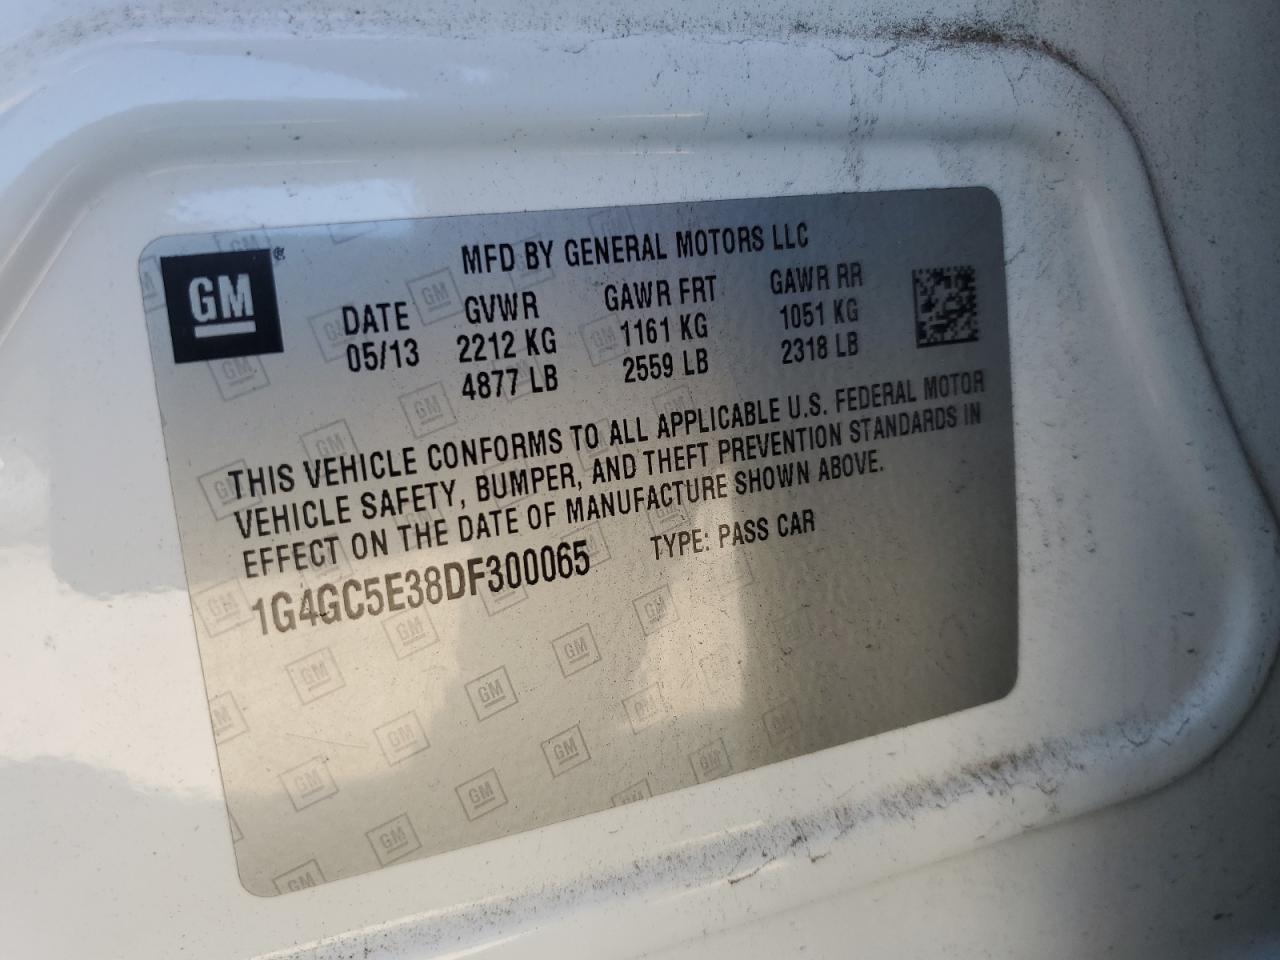 GM®
MFD BY GENERAL MOTORS LLC
DATE GVWR GAWR FRT GAWR RR
05/13 2212 KG 1161 KG 1051 KG
4877 LB 2559 LB 2318 LB
THIS VEHICLE CONFORMS TO ALL APPLICABLE U.S. FEDERAL MOTOR
VEHICLE SAFETY, BUMPER, AND THEFT PREVENTION STANDARDS IN
EFFECT ON THE DATE OF MANUFACTURE SHOWN ABOVE.
1G4GC5E38DF300065 TYPE: PASS CAR